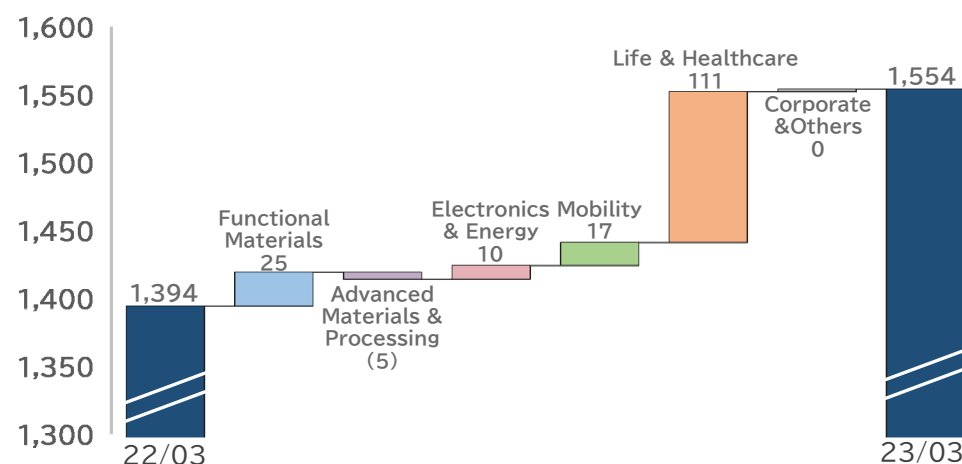 1,600
1,550
1,500
1,450
1,400
1,350
1,300
1,394
22/03
Functional
Materials
25
Advanced
Materials &
Processing
(5)
Electronics
& Energy
10
Mobility
17
Life & Healthcare
111
Corporate
&Others
0
1,554
23/03